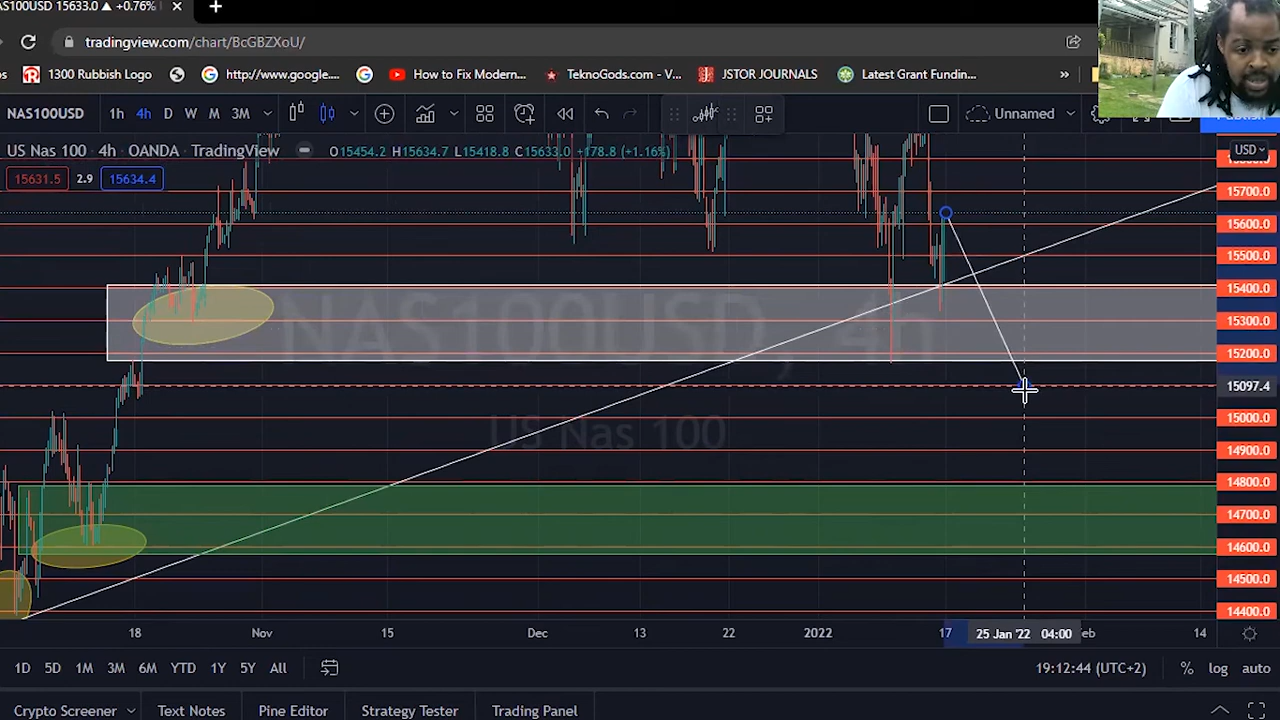 S100USD 15633.0 ▲ +0.76%
tradingview.com/chart/BcGBZXoU/
1300 Rubbish Logo http://www.google.... How to Fix Modern... TeknoGods.com - V... JSTOR JOURNALS Latest Grant Fundin... »
NAS100USD 1h 4h D W M 3M Unnamed Publish
US Nas 100 · 4h · OANDA · TradingView O15454.2 H15634.7 L15418.8 C15633.0 +178.8 (+1.16%) USD
15631.5 2.9 15634.4
15700.0
15600.0
15500.0
15400.0
15300.0
15200.0
15097.4
15000.0
14900.0
14800.0
14700.0
14600.0
14500.0
14400.0
NAS100USD, 4h
US Nas 100
18 Nov 15 Dec 13 22 2022 17 25 Jan '22 04:00 eb 14
1D 5D 1M 3M 6M YTD 1Y 5Y All 19:12:44 (UTC+2) % log auto
Crypto Screener Text Notes Pine Editor Strategy Tester Trading Panel